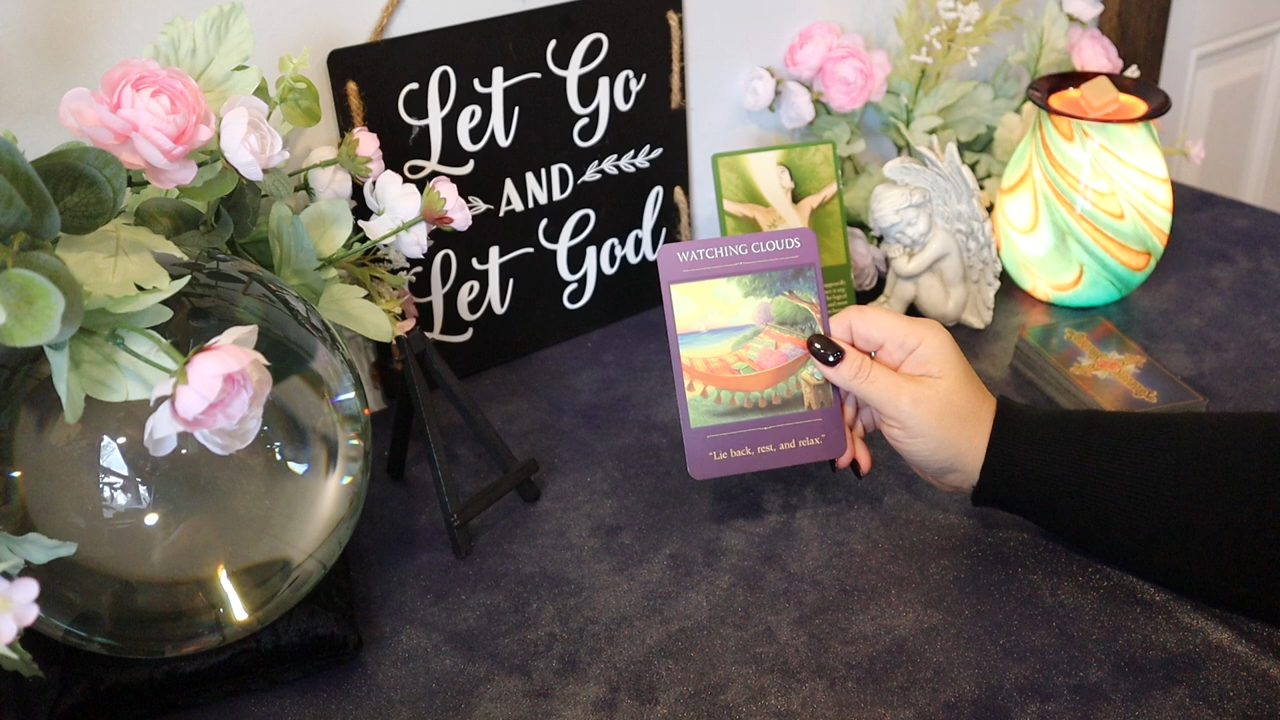 Let Go
AND
Let God
WATCHING CLOUDS
"Lie back, rest, and relax."